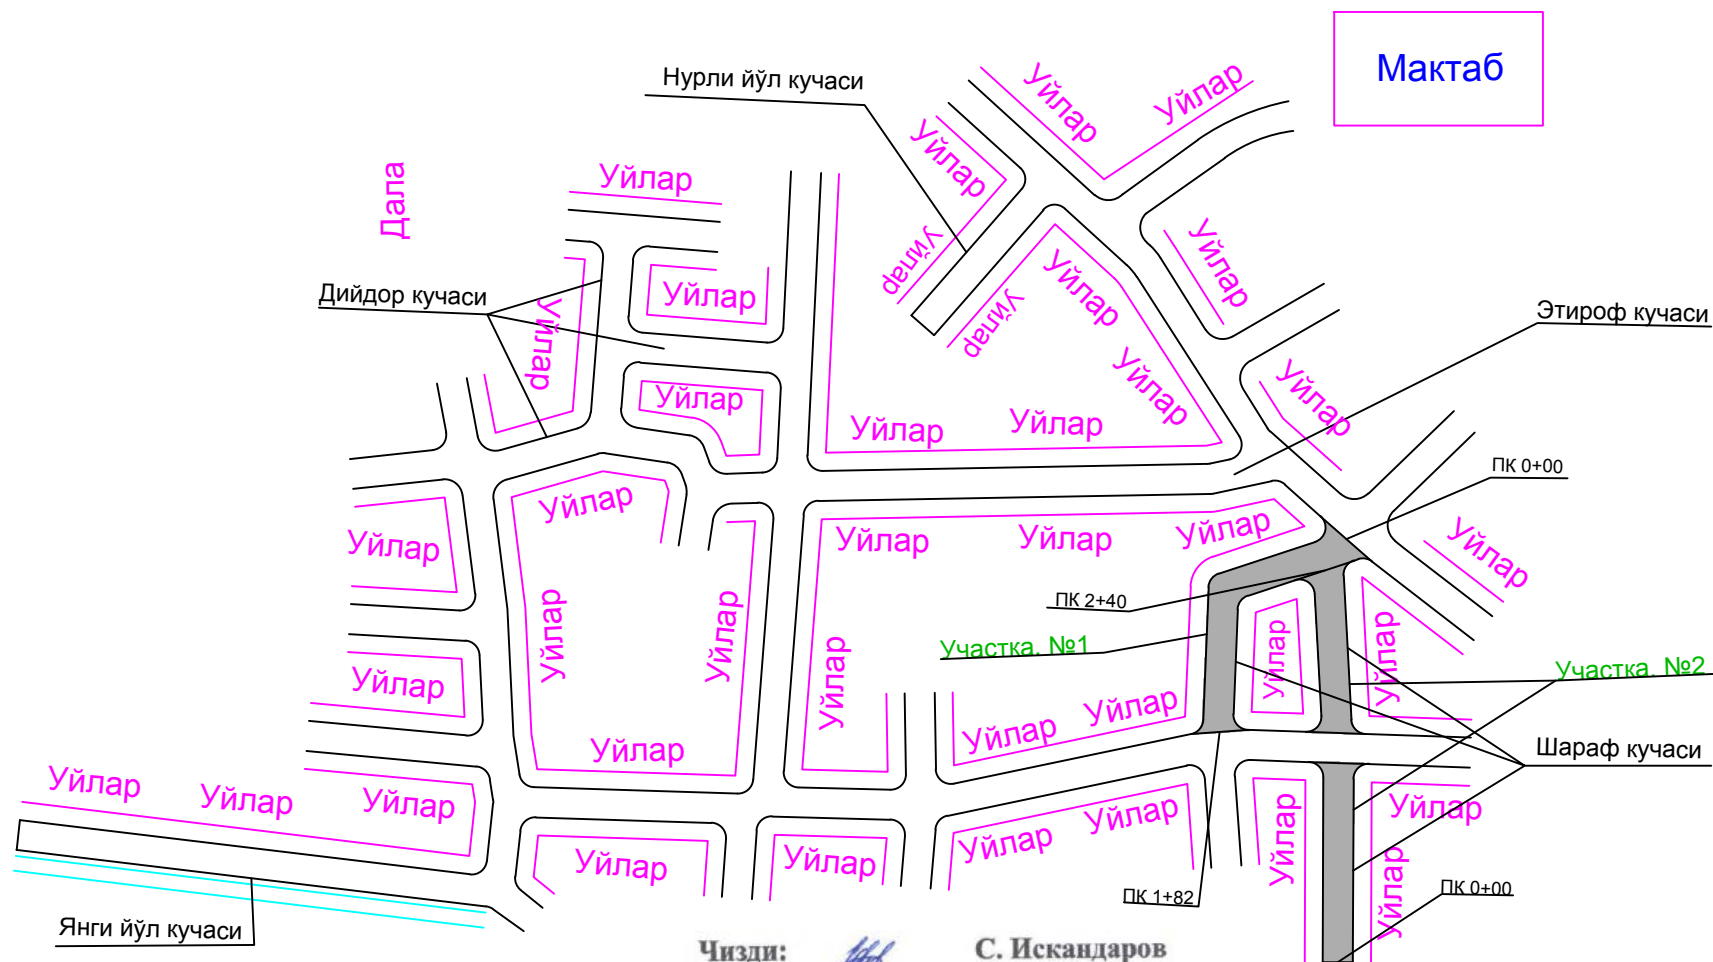 Мактаб
Нурли йўл кучаси
Уйлар
Уйлар
Уйлар
Дала
Уйлар
Уйлар
Уйлар
Уйлар
Уйлар
Дийдор кучаси
Уйлар
Уйлар
Уйлар
Этироф кучаси
Уйлар
Уйлар
Уйлар
Уйлар
Уйлар
ПК 0+00
Уйлар
Уйлар
Уйлар
Уйлар
Уйлар
Уйлар
ПК 2+40
Уйлар
Уйлар
Уйлар
Уйлар
Уйлар
Участка. №1
Участка. №2
Уйлар
Уйлар
Уйлар
Уйлар
Шараф кучаси
Уйлар
Уйлар
Уйлар
Уйлар
Уйлар
Уйлар
Уйлар
Уйлар
Уйлар
Уйлар
ПК 1+82
ПК 0+00
Уйлар
Янги йўл кучаси
Чизди: С. Искандаров